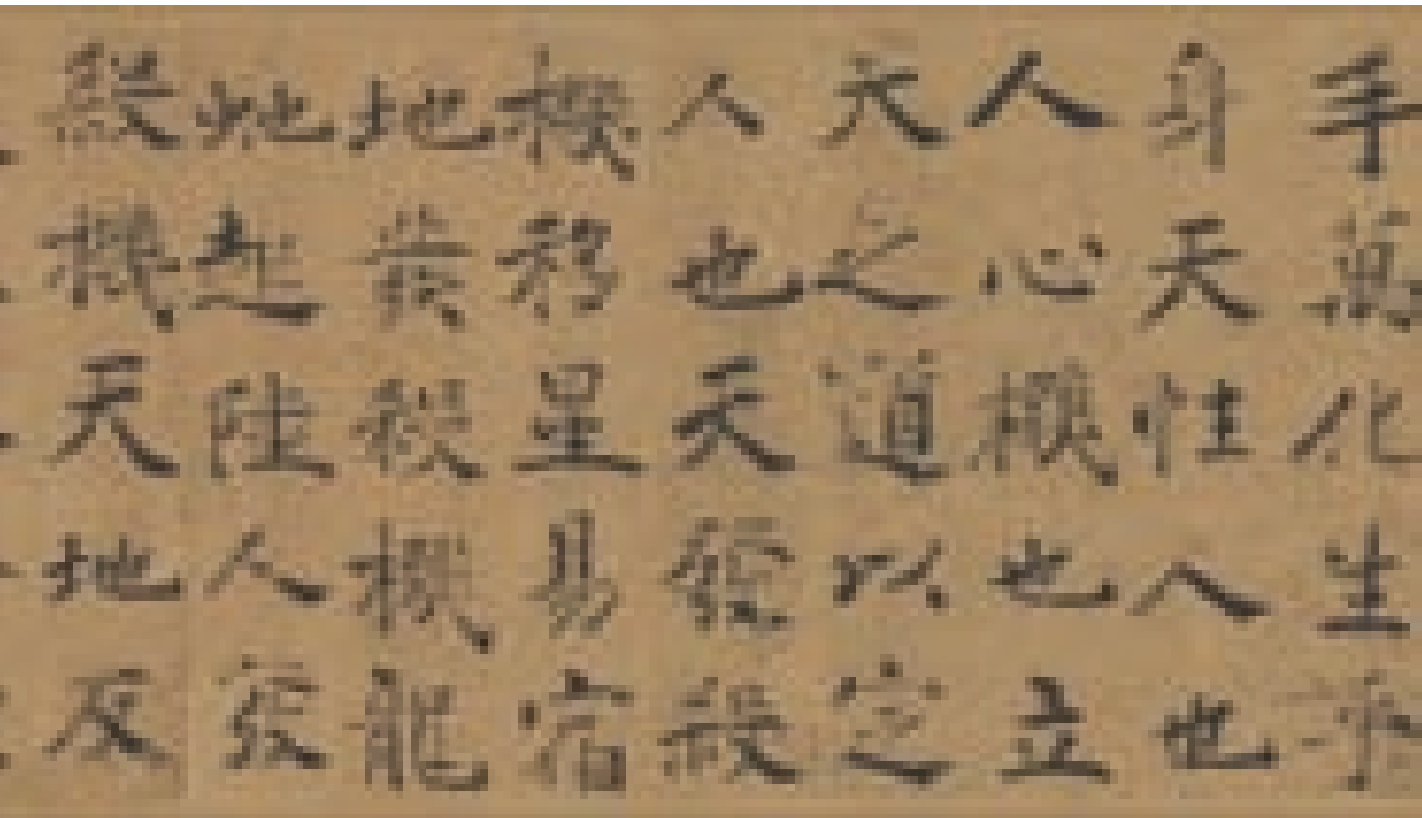 手萬化生乎
身天性人也
人心機也立
天之道以定
人也天發殺
機移星易宿
地發殺機龍
虵起陸人發
殺機天地反